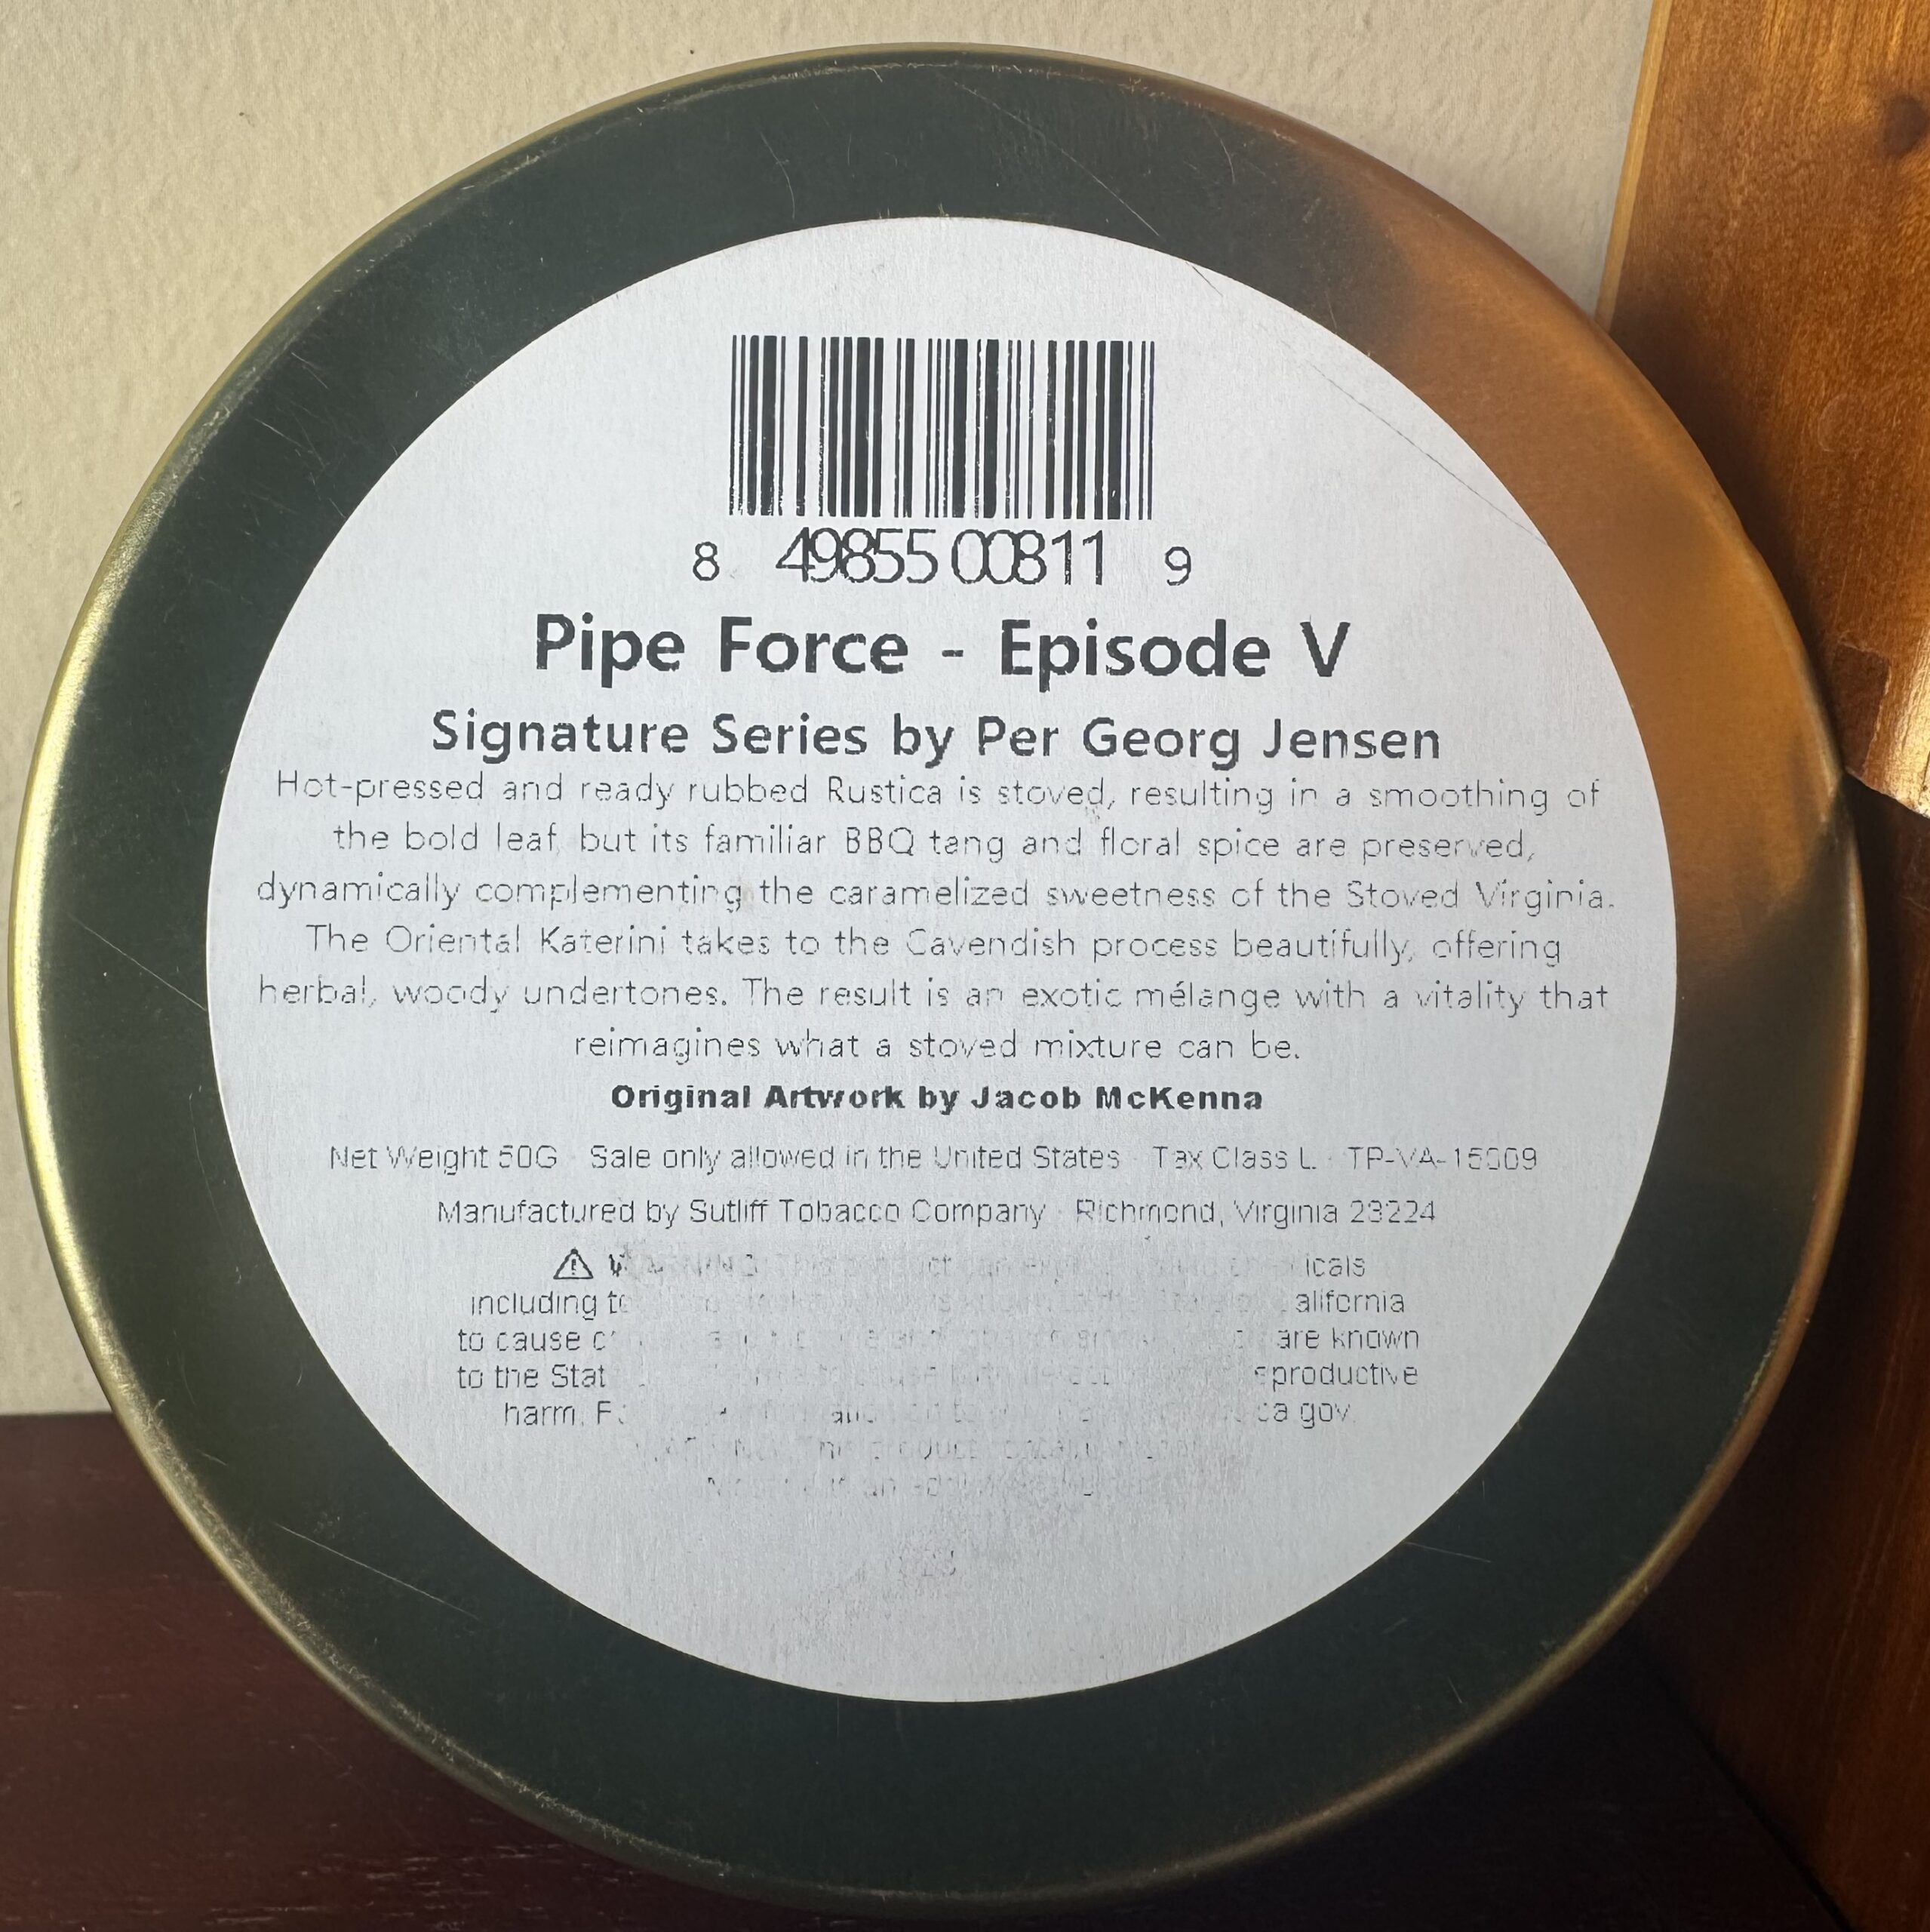 8 49855 00811 9
Pipe Force - Episode V
Signature Series by Per Georg Jensen
Hot-pressed and ready rubbed Rustica is stoved, resulting in a smoothing of
the bold leaf, but its familiar BBQ tang and floral spice are preserved,
dynamically complementing the caramelized sweetness of the Stoved Virginia.
The Oriental Katerini takes to the Cavendish process beautifully, offering
herbal, woody undertones. The result is an exotic mélange with a vitality that
reimagines what a stoved mixture can be.
Original Artwork by Jacob McKenna
Net Weight 50G · Sale only allowed in the United States · Tax Class L · TP-VA-15009
Manufactured by Sutliff Tobacco Company · Richmond, Virginia 23224
including
to cause are known
to the
harm.